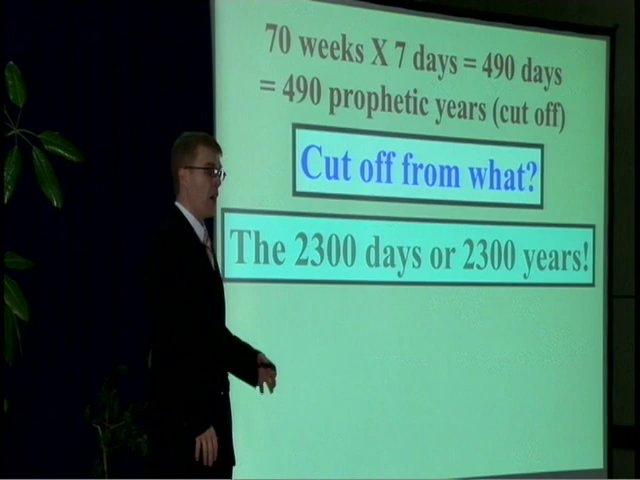 70 weeks X 7 days = 490 days
= 490 prophetic years (cut off)
Cut off from what?
The 2300 days or 2300 years!